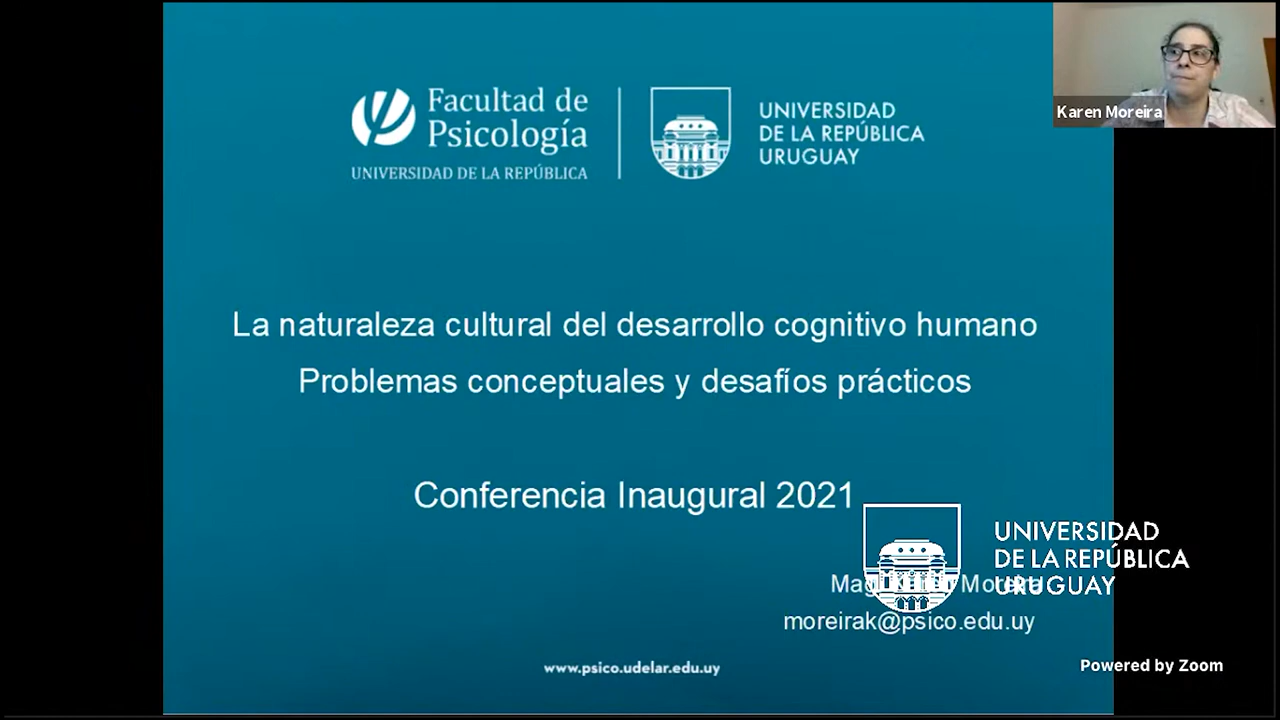 Facultad de
Psicología
UNIVERSIDAD DE LA REPÚBLICA
UNIVERSIDAD
DE LA REPÚBLICA
URUGUAY
Karen Moreira
La naturaleza cultural del desarrollo cognitivo humano
Problemas conceptuales y desafíos prácticos
Conferencia Inaugural 2021
UNIVERSIDAD
DE LA REPÚBLICA
URUGUAY
moreirak@psico.edu.uy
www.psico.udelar.edu.uy
Powered by Zoom